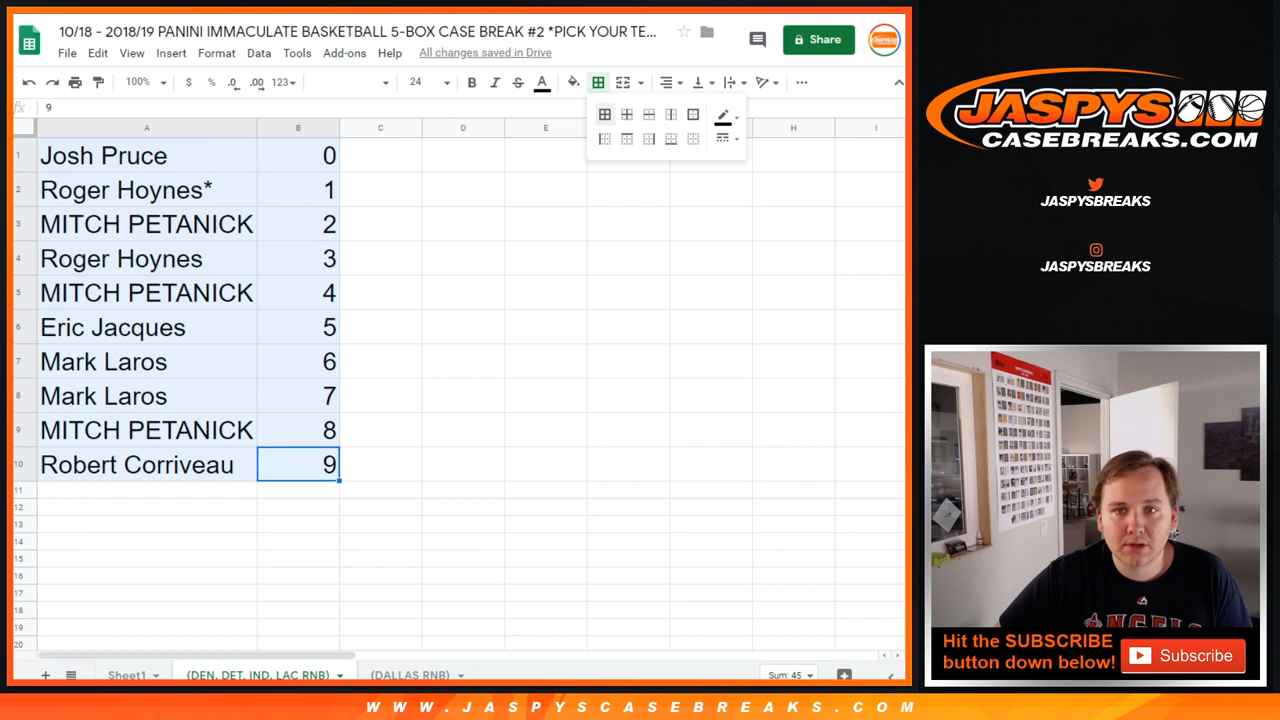 10/18 - 2018/19 PANINI IMMACULATE BASKETBALL 5-BOX CASE BREAK #2 *PICK YOUR TE...
File Edit View Insert Format Data Tools Add-ons Help All changes saved in Drive
Share
100% $ % .0 .00 123 24 B I S A
fx 9
A B C D E H I
1 Josh Pruce 0
2 Roger Hoynes* 1
3 MITCH PETANICK 2
4 Roger Hoynes 3
5 MITCH PETANICK 4
6 Eric Jacques 5
7 Mark Laros 6
8 Mark Laros 7
9 MITCH PETANICK 8
10 Robert Corriveau 9
11
12
13
14
15
16
17
18
19
20
Sheet1 (DEN, DET, IND, LAC RNB) (DALLAS RNB) Sum: 45
JASPYS
CASEBREAKS.COM
JASPYSBREAKS
JASPYSBREAKS
ANGELS
Hit the SUBSCRIBE
button down below!
Subscribe
WWW.JASPYSCASEBREAKS.COM